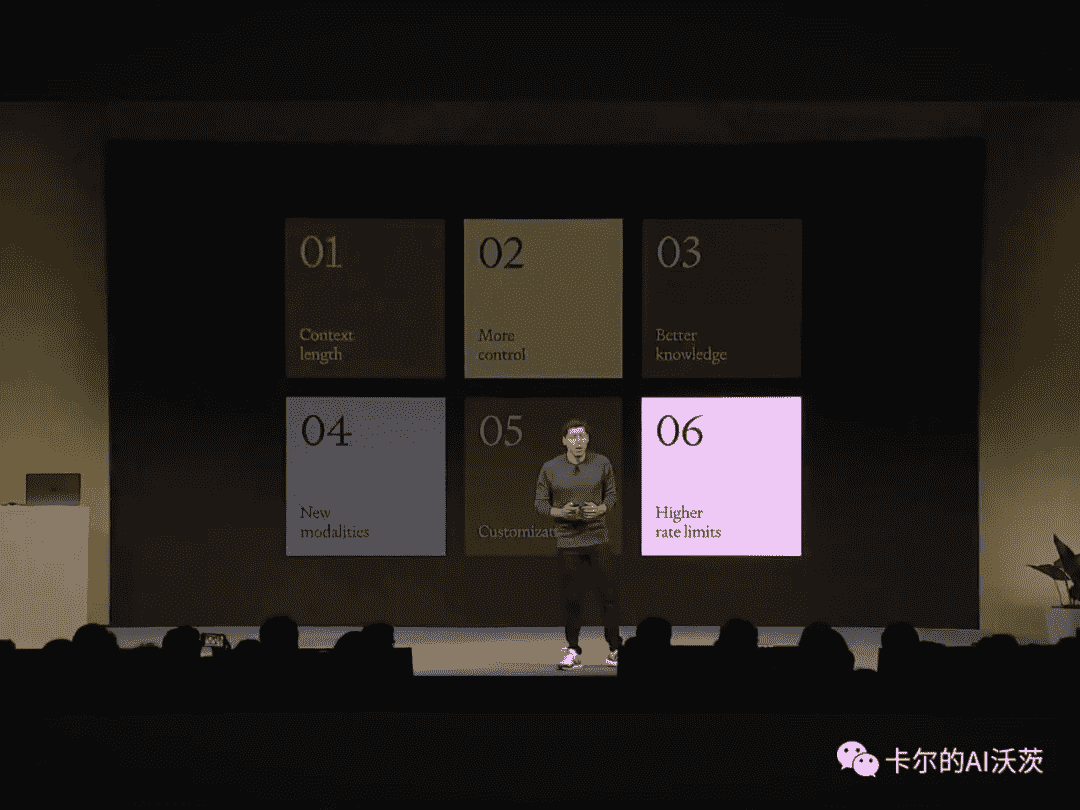 01
Context
length
02
More
control
03
Better
knowledge
04
New
modalities
05
Customizat
06
Higher
rate limits
卡尔的AI沃茨